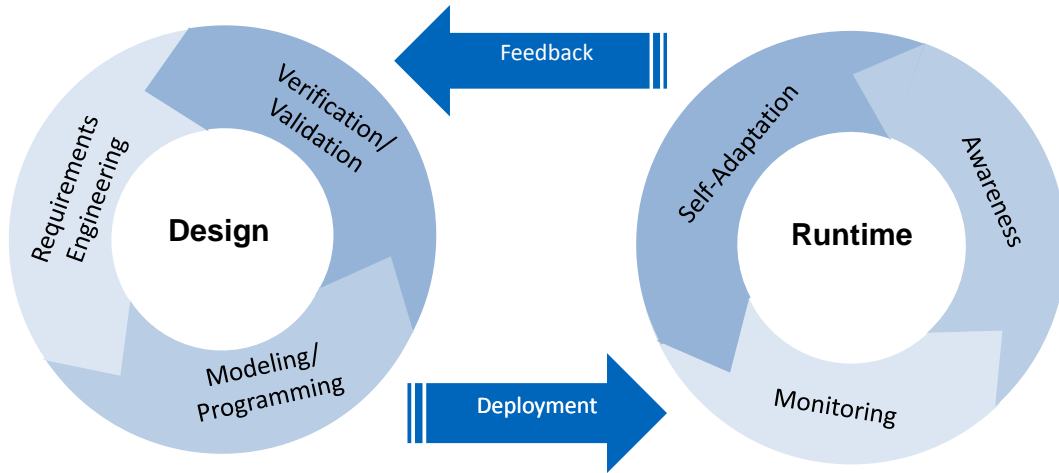 Requirements
Engineering
Verification/
Validation
Modeling/
Programming
Design
Feedback
Deployment
Self-Adaptation
Awareness
Monitoring
Runtime